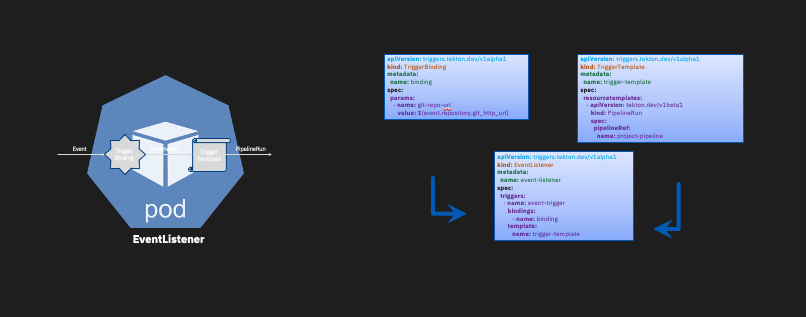 Event
Trigger
Binding
Trigger
Template
PipelineRun
pod
EventListener
apiVersion: triggers.tekton.dev/v1alpha1
kind: TriggerBinding
metadata:
name: binding
spec:
params:
- name: git-repo-url
value: $(event.repository.git_http_url)
apiVersion: triggers.tekton.dev/v1alpha1
kind: TriggerTemplate
metadata:
name: trigger-template
spec:
resourcetemplates:
- apiVersion: tekton.dev/v1beta1
kind: PipelineRun
spec:
pipelineRef:
name: project-pipeline
apiVersion: triggers.tekton.dev/v1alpha1
kind: EventListener
metadata:
name: event-listener
spec:
triggers:
- name: event-trigger
bindings:
- name: binding
template:
name: trigger-template